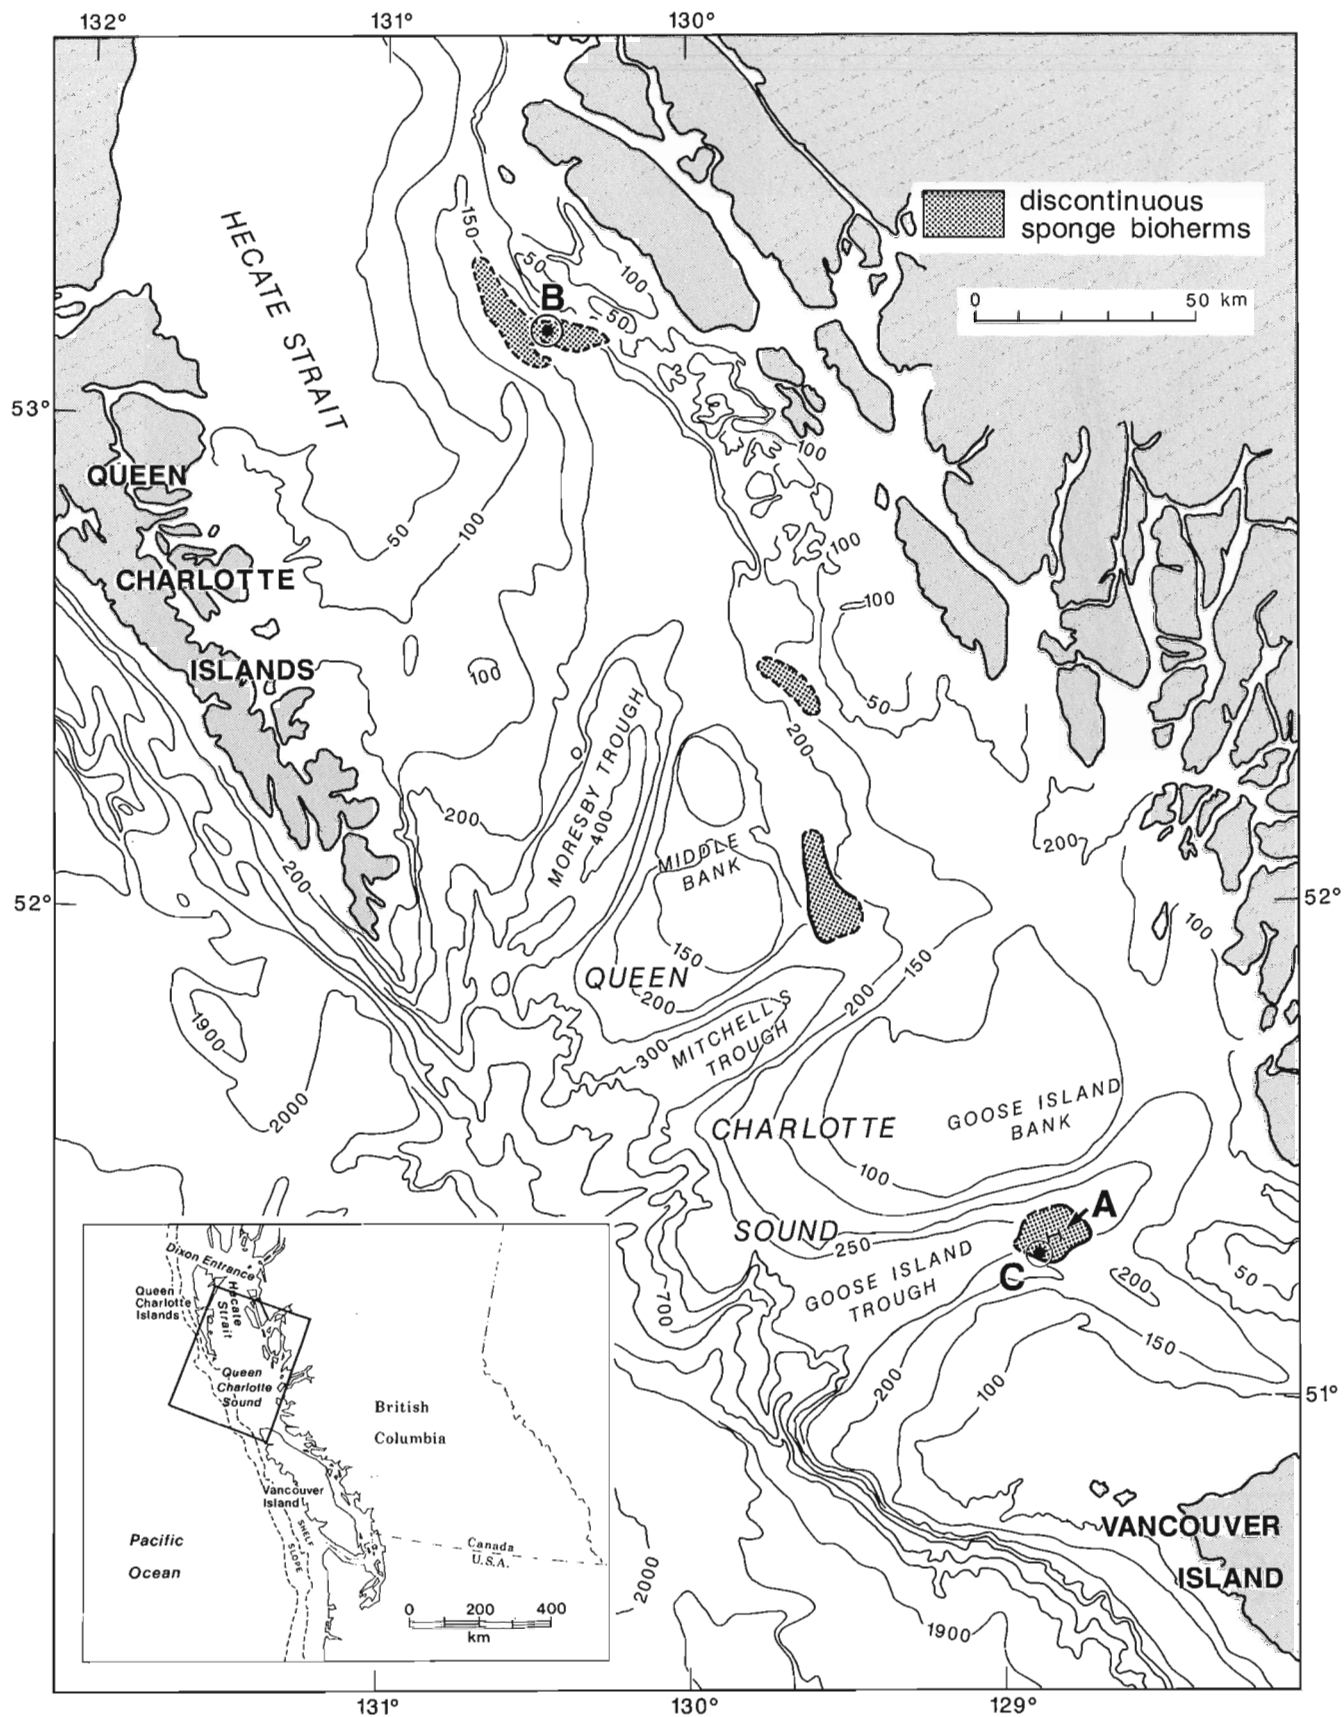 132°
131°
130°
discontinuous
sponge bioherms
0
50 km
HECATE STRAIT
150
50
100
B
50
53°
100
QUEEN
50
100
100
CHARLOTTE
100
ISLANDS
100
50
200
MORESBY TROUGH
400
200
MIDDLE
BANK
200
200
52°
52°
100
150
QUEEN
200
150
200
1900
300
MITCHELL'S
TROUGH
2000
CHARLOTTE
GOOSE ISLAND
BANK
100
A
SOUND
250
GOOSE ISLAND
TROUGH
C
200
50
700
150
200
100
51°
VANCOUVER
ISLAND
2000
1900
Dixon Entrance
Queen
Charlotte
Islands
Hecate
Strait
Queen
Charlotte
Sound
British
Columbia
Vancouver
Island
SHELF
SLOPE
Pacific
Ocean
Canada
U.S.A.
0
200
400
km
131°
130°
129°